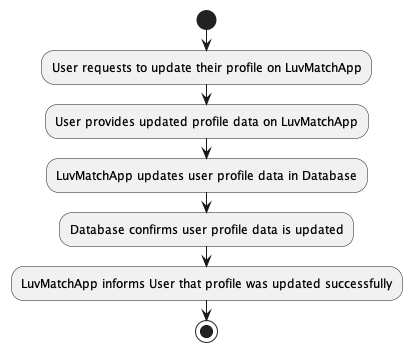 User requests to update their profile on LuvMatchApp
User provides updated profile data on LuvMatchApp
LuvMatchApp updates user profile data in Database
Database confirms user profile data is updated
LuvMatchApp informs User that profile was updated successfully